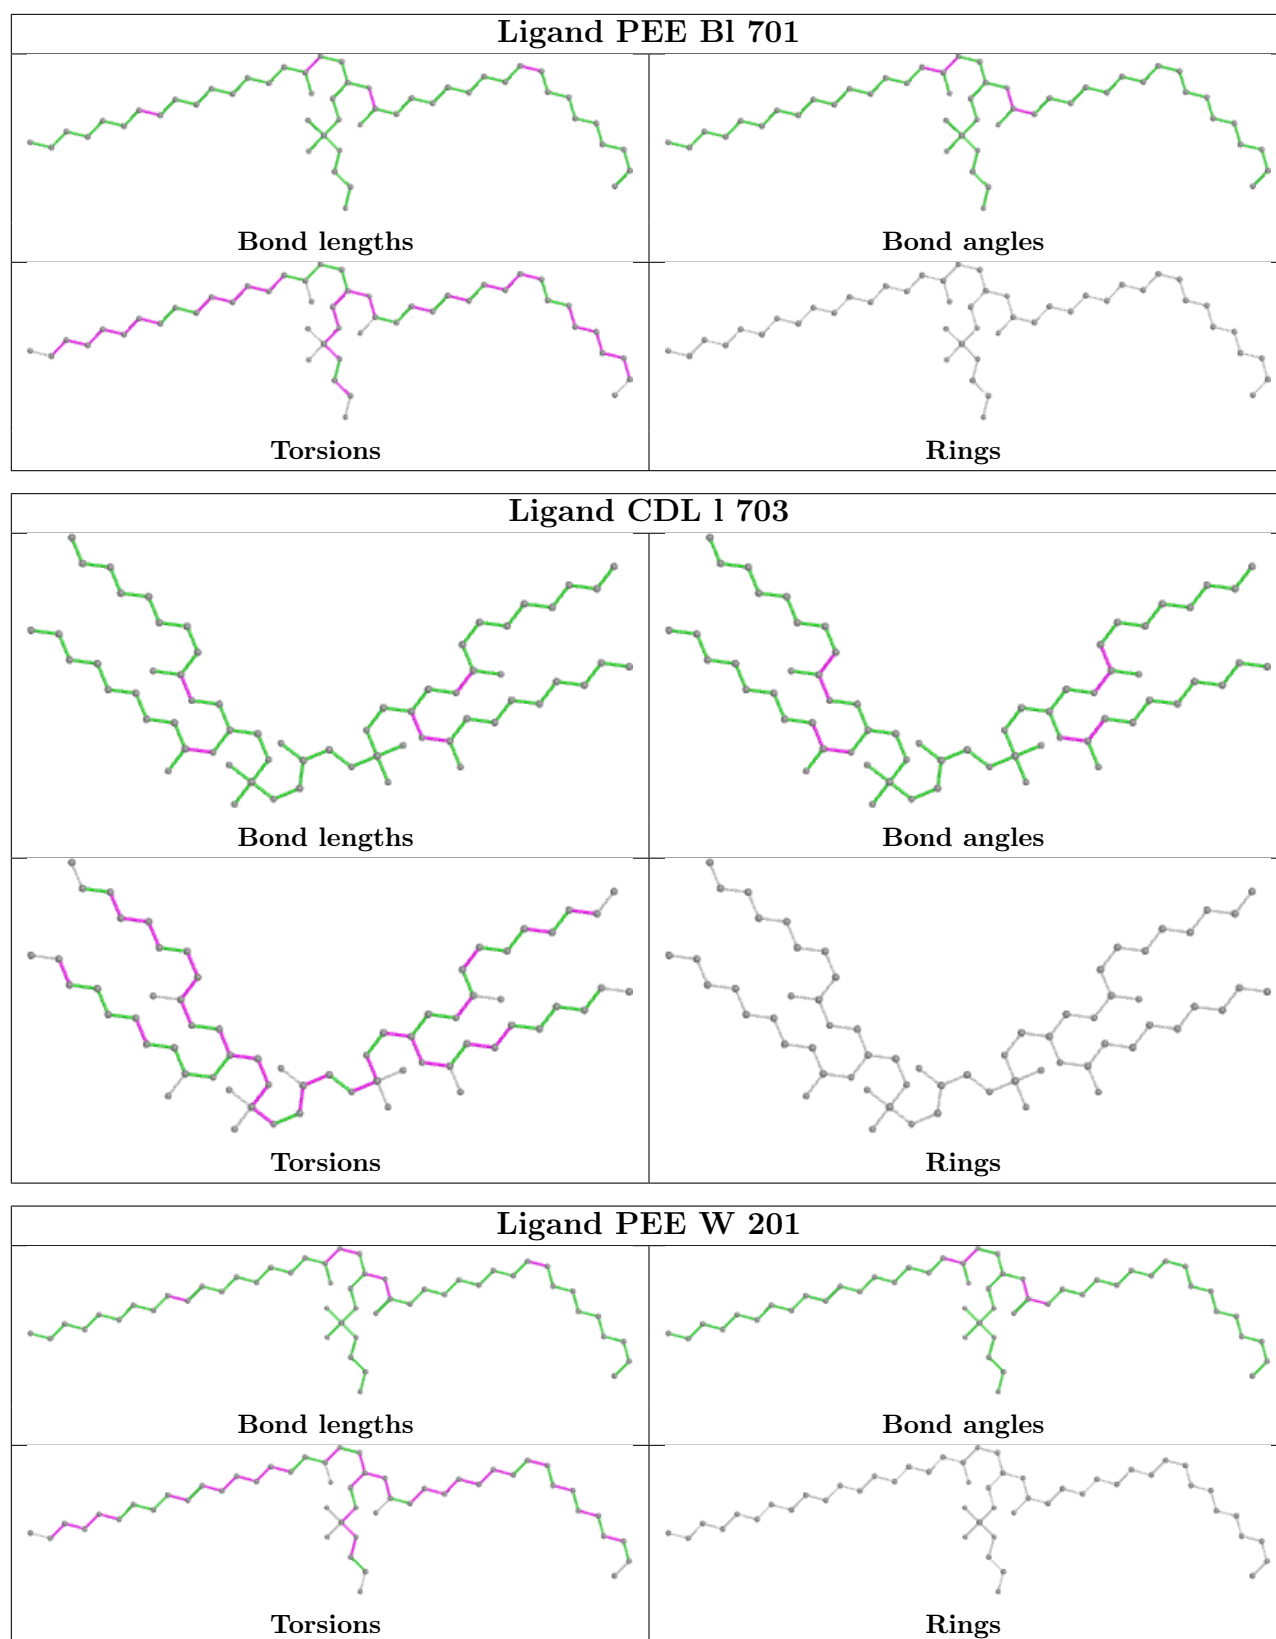 Ligand PEE Bl 701
Bond lengths
Bond angles
Torsions
Rings
Ligand CDL l 703
Bond lengths
Bond angles
Torsions
Rings
Ligand PEE W 201
Bond lengths
Bond angles
Torsions
Rings